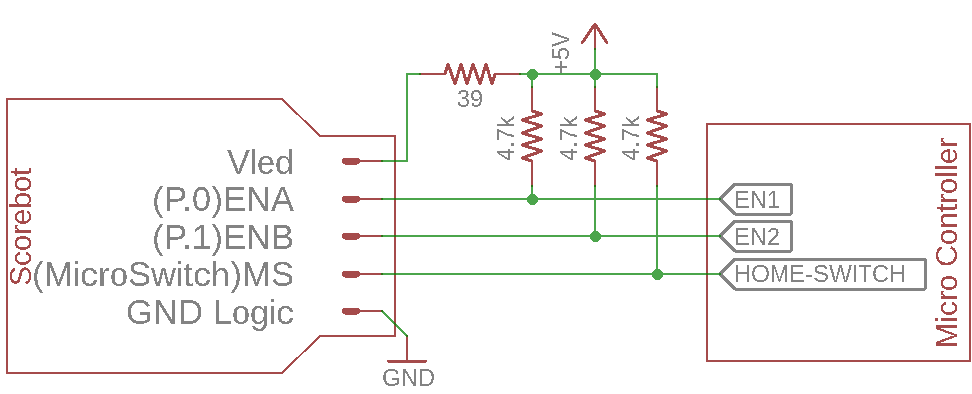 +5V
39
4.7k
4.7k
4.7k
Scorebot
Vled
(P.0)ENA
(P.1)ENB
(MicroSwitch)MS
GND Logic
GND
EN1
EN2
HOME-SWITCH
Micro Controller